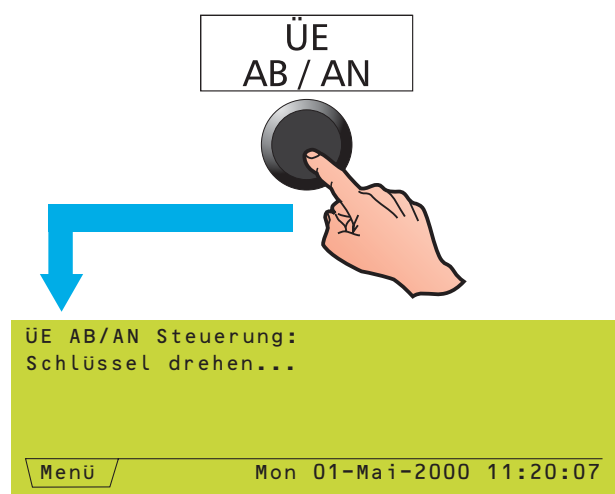 ÜE
AB / AN
ÜE AB/AN Steuerung:
Schlüssel drehen...
Menü Mon 01-Mai-2000 11:20:07